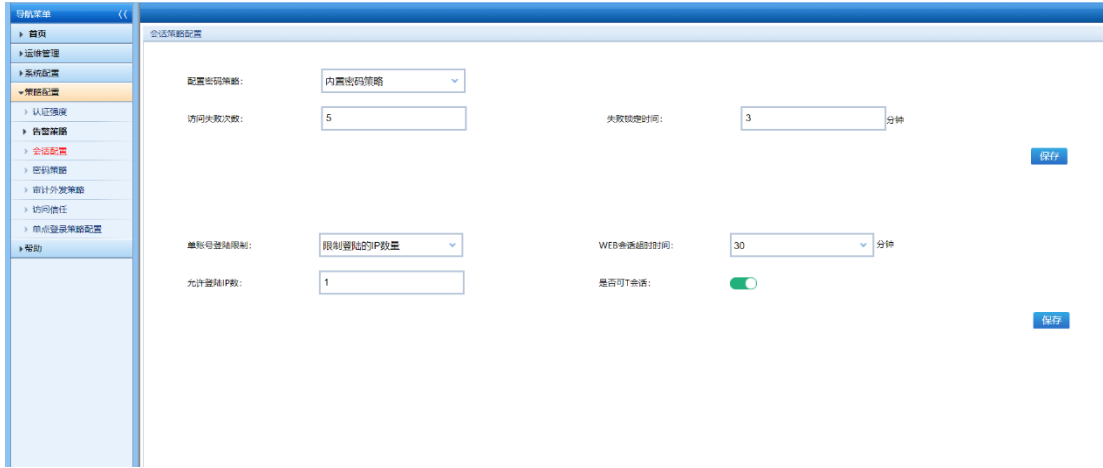 导航菜单
首页
会话策略配置
运维管理
系统配置
配置密码策略： 内置密码策略
策略配置
认证强度
访问失败次数： 5 失败锁定时间： 3 分钟
告警策略
会话配置
保存
密码策略
审计外发策略
访问信任
单点登录策略配置
单账号登陆限制： 限制登陆的IP数量 WEB会话超时时间： 30 分钟
帮助
允许登陆IP数： 1 是否可T会话：
保存